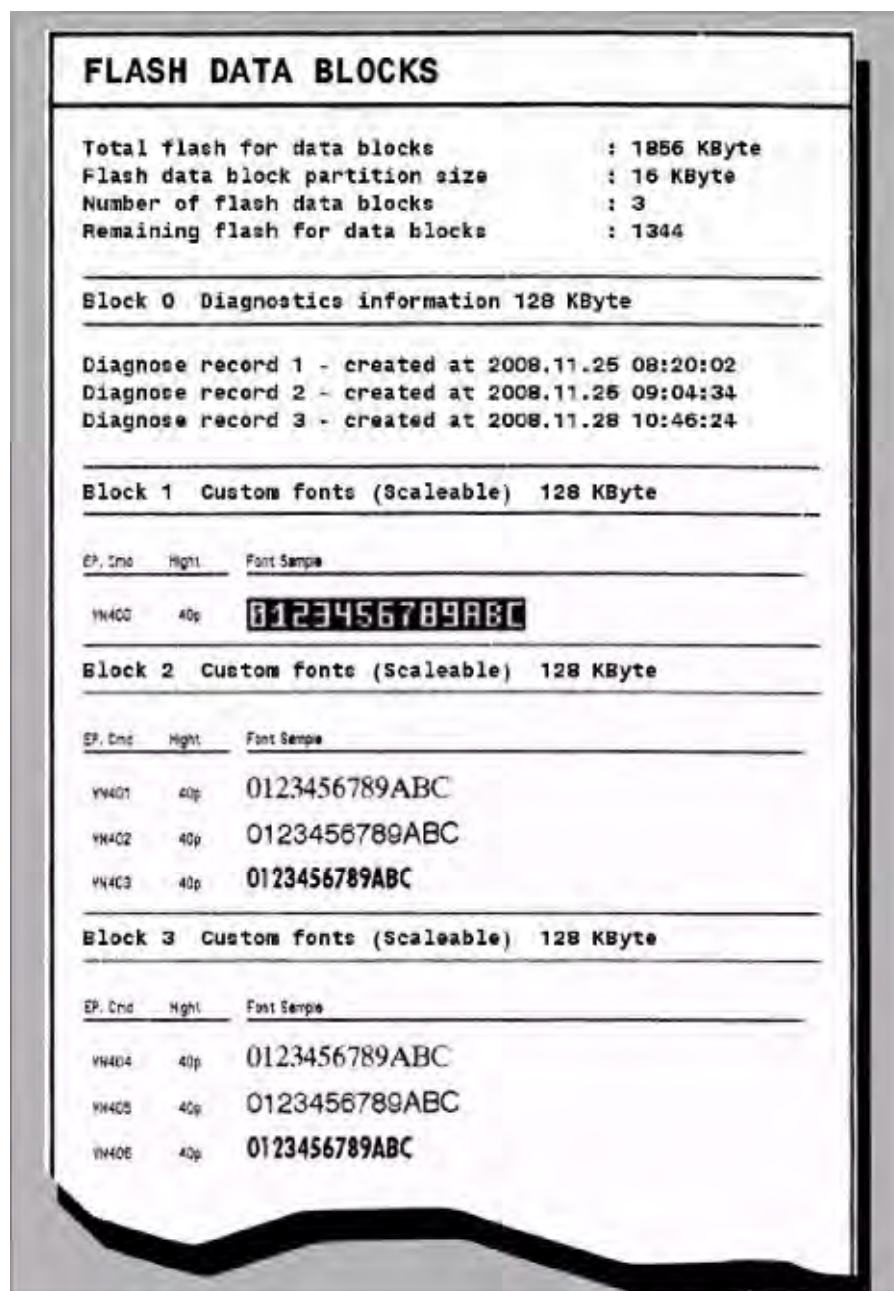 FLASH DATA BLOCKS
Total flash for data blocks : 1856 KByte
Flash data block partition size : 16 KByte
Number of flash data blocks : 3
Remaining flash for data blocks : 1344
Block 0 Diagnostics information 128 KByte
Diagnose record 1 - created at 2008.11.25 08:20:02
Diagnose record 2 - created at 2008.11.26 09:04:34
Diagnose record 3 - created at 2008.11.28 10:46:24
Block 1 Custom fonts (Scaleable) 128 KByte
EP. Cmd Hight Font Sample
YN400 40p 0123456789ABC
Block 2 Custom fonts (Scaleable) 128 KByte
EP. Cmd Hight Font Sample
YN401 40p 0123456789ABC
YN402 40p 0123456789ABC
YN403 40p 0123456789ABC
Block 3 Custom fonts (Scaleable) 128 KByte
EP. Cmd Hight Font Sample
YN404 40p 0123456789ABC
YN405 40p 0123456789ABC
YN406 40p 0123456789ABC